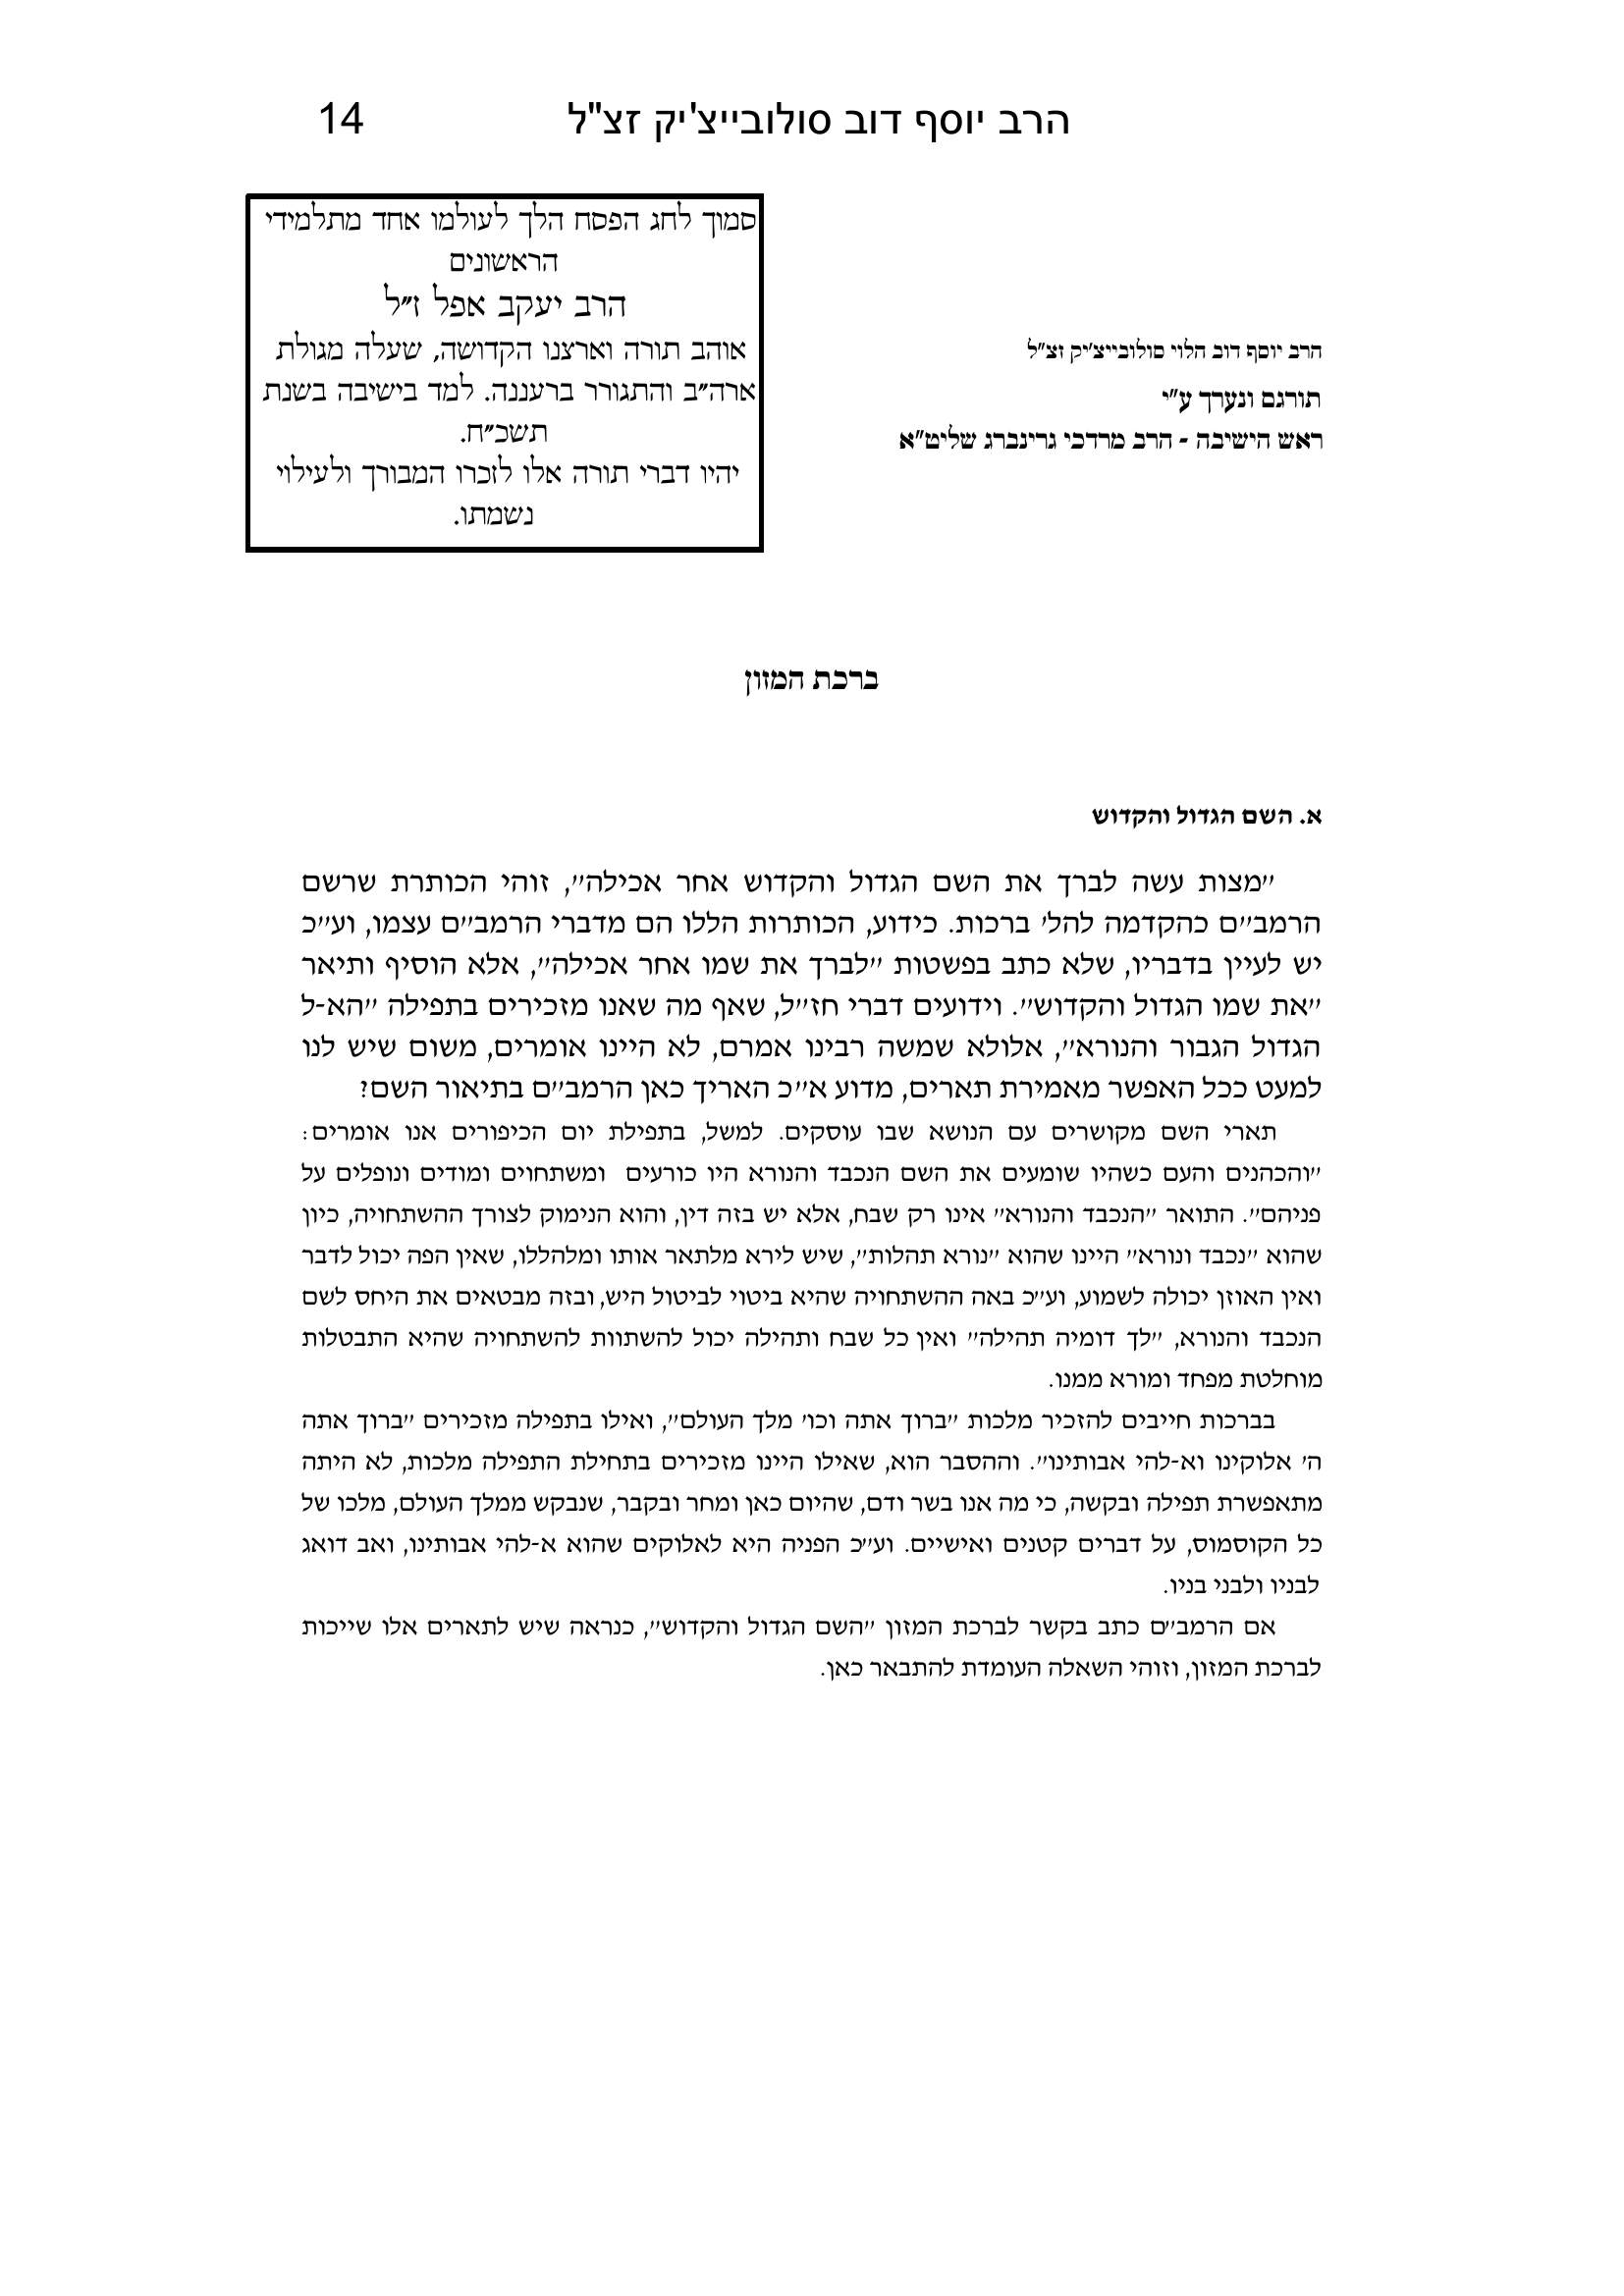 הרב יוסף דוב סולובייצ'יק זצ"ל 14
סמוך לחג הפסח הלך לעולמו אחד מתלמידי
הראשונים
הרב יעקב אפל ז"ל
אוהב תורה וארצנו הקדושה, שעלה מגולת
ארה"ב והתגורר ברעננה. למד בישיבה בשנת
תשכ"ח.
יהיו דברי תורה אלו לזכרו המבורך ולעילוי
נשמתו.
הרב יוסף דוב הלוי סולובייצ'יק זצ"ל
תורגם ונערך ע"י
ראש הישיבה - הרב מרדכי גרינברג שליט"א
ברכת המזון
א. השם הגדול והקדוש
"מצות עשה לברך את השם הגדול והקדוש אחר אכילה", זוהי הכותרת שרשם
הרמב"ם כהקדמה להל' ברכות. כידוע, הכותרות הללו הם מדברי הרמב"ם עצמו, וע"כ
יש לעיין בדבריו, שלא כתב בפשטות "לברך את שמו אחר אכילה", אלא הוסיף ותיאר
"את שמו הגדול והקדוש". וידועים דברי חז"ל, שאף מה שאנו מזכירים בתפילה "הא-ל
הגדול הגבור והנורא", אלולא שמשה רבינו אמרם, לא היינו אומרים, משום שיש לנו
למעט ככל האפשר מאמירת תארים, מדוע א"כ האריך כאן הרמב"ם בתיאור השם?
תארי השם מקושרים עם הנושא שבו עוסקים. למשל, בתפילת יום הכיפורים אנו אומרים:
"והכהנים והעם כשהיו שומעים את השם הנכבד והנורא היו כורעים ומשתחוים ומודים ונופלים על
פניהם". התואר "הנכבד והנורא" אינו רק שבח, אלא יש בזה דין, והוא הנימוק לצורך ההשתחויה, כיון
שהוא "נכבד ונורא" היינו שהוא "נורא תהלות", שיש לירא מלתאר אותו ומלהללו, שאין הפה יכול לדבר
ואין האוזן יכולה לשמוע, וע"כ באה ההשתחויה שהיא ביטוי לביטול היש, ובזה מבטאים את היחס לשם
הנכבד והנורא, "לך דומיה תהילה" ואין כל שבח ותהילה יכול להשתוות להשתחויה שהיא התבטלות
מוחלטת מפחד ומורא ממנו.
בברכות חייבים להזכיר מלכות "ברוך אתה וכו' מלך העולם", ואילו בתפילה מזכירים "ברוך אתה
ה' אלוקינו וא-להי אבותינו". וההסבר הוא, שאילו היינו מזכירים בתחילת התפילה מלכות, לא היתה
מתאפשרת תפילה ובקשה, כי מה אנו בשר ודם, שהיום כאן ומחר ובקבר, שנבקש ממלך העולם, מלכו של
כל הקוסמוס, על דברים קטנים ואישיים. וע"כ הפניה היא לאלוקים שהוא א-להי אבותינו, ואב דואג
לבניו ולבני בניו.
אם הרמב"ם כתב בקשר לברכת המזון "השם הגדול והקדוש", כנראה שיש לתארים אלו שייכות
לברכת המזון, וזוהי השאלה העומדת להתבאר כאן.